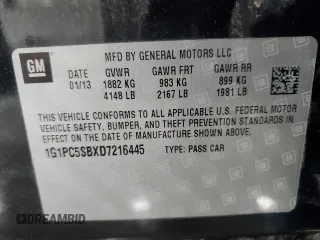 GM
MFD BY GENERAL MOTORS LLC
DATE GVWR GAWR FRT GAWR RR
01/13 1882 KG 983 KG 899 KG
4148 LB 2167 LB 1981 LB
THIS VEHICLE CONFORMS TO ALL APPLICABLE U.S. FEDERAL MOTOR
VEHICLE SAFETY, BUMPER, AND THEFT PREVENTION STANDARDS
IN EFFECT ON THE DATE OF MANUFACTURE SHOWN ABOVE.
1G1PC5SBXD7216445 TYPE: PASS CAR
DREAMBID